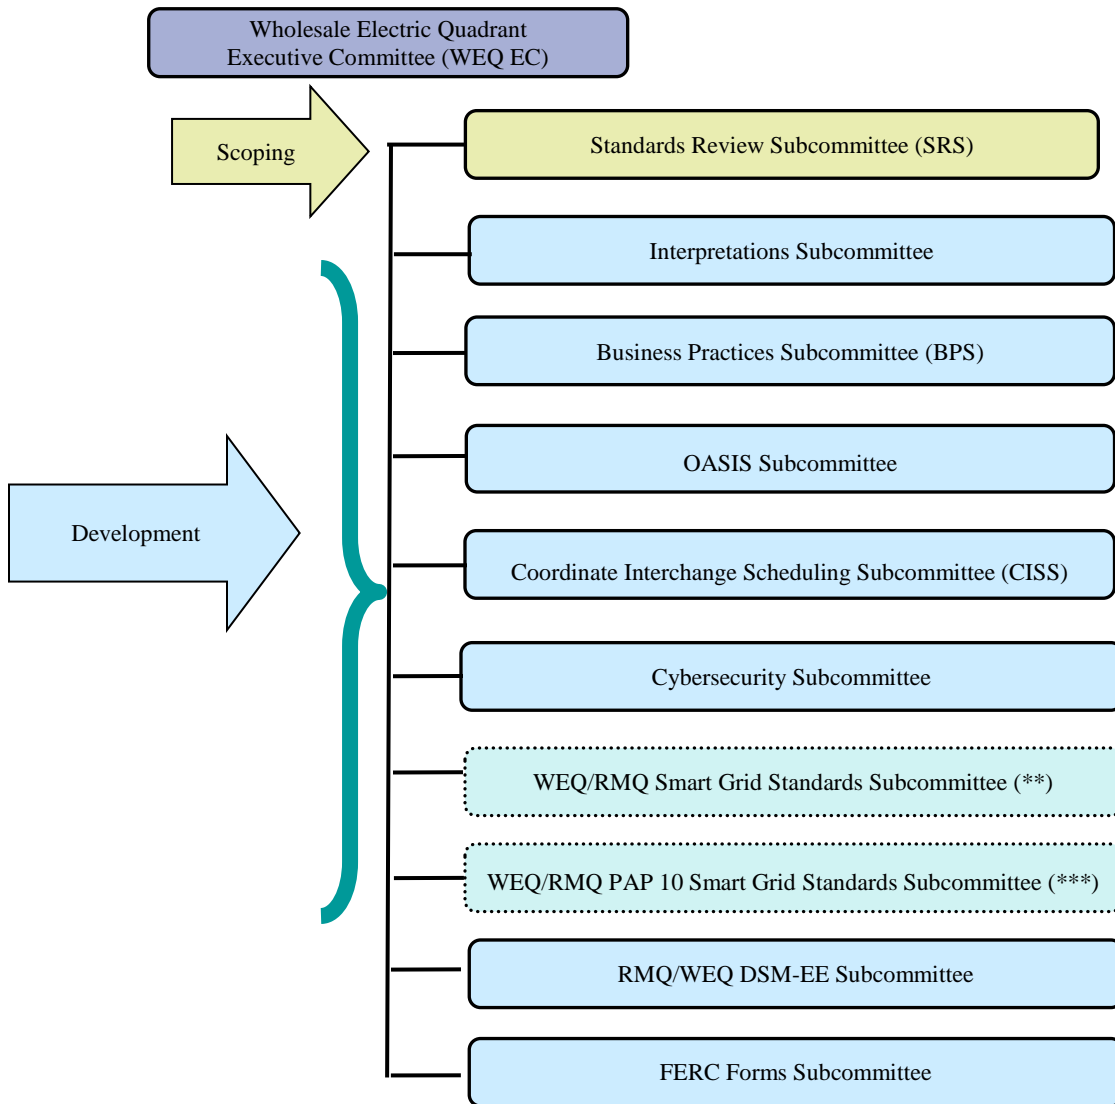 Wholesale Electric Quadrant
Executive Committee (WEQ EC)
Scoping
Standards Review Subcommittee (SRS)
Interpretations Subcommittee
Business Practices Subcommittee (BPS)
OASIS Subcommittee
Development
Coordinate Interchange Scheduling Subcommittee (CISS)
Cybersecurity Subcommittee
WEQ/RMQ Smart Grid Standards Subcommittee (**)
WEQ/RMQ PAP 10 Smart Grid Standards Subcommittee (***)
RMQ/WEQ DSM-EE Subcommittee
FERC Forms Subcommittee